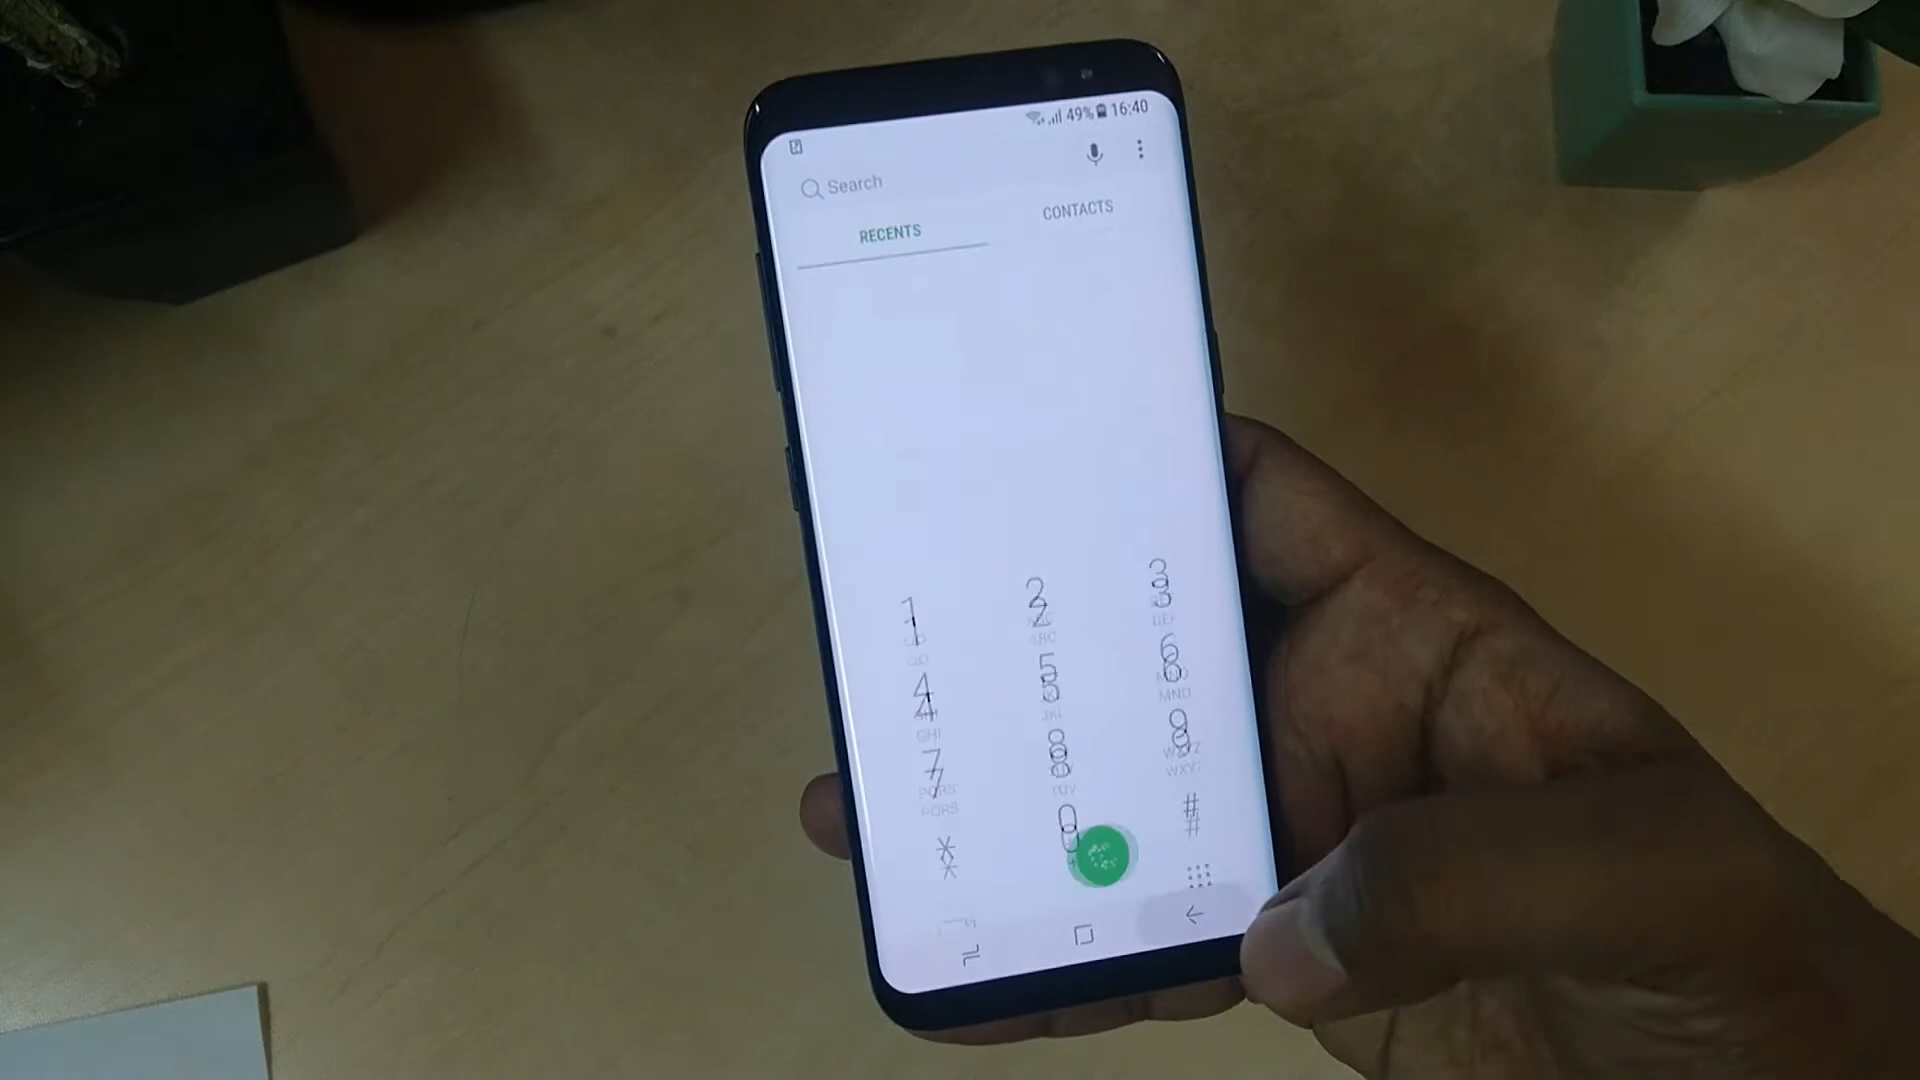 49% 16:40
Search
RECENTS CONTACTS
1 2 3
ABC DEF
4 5 6
GHI JKL MNO
7 8 9
PQRS TUV WXYZ
* 0 #
+